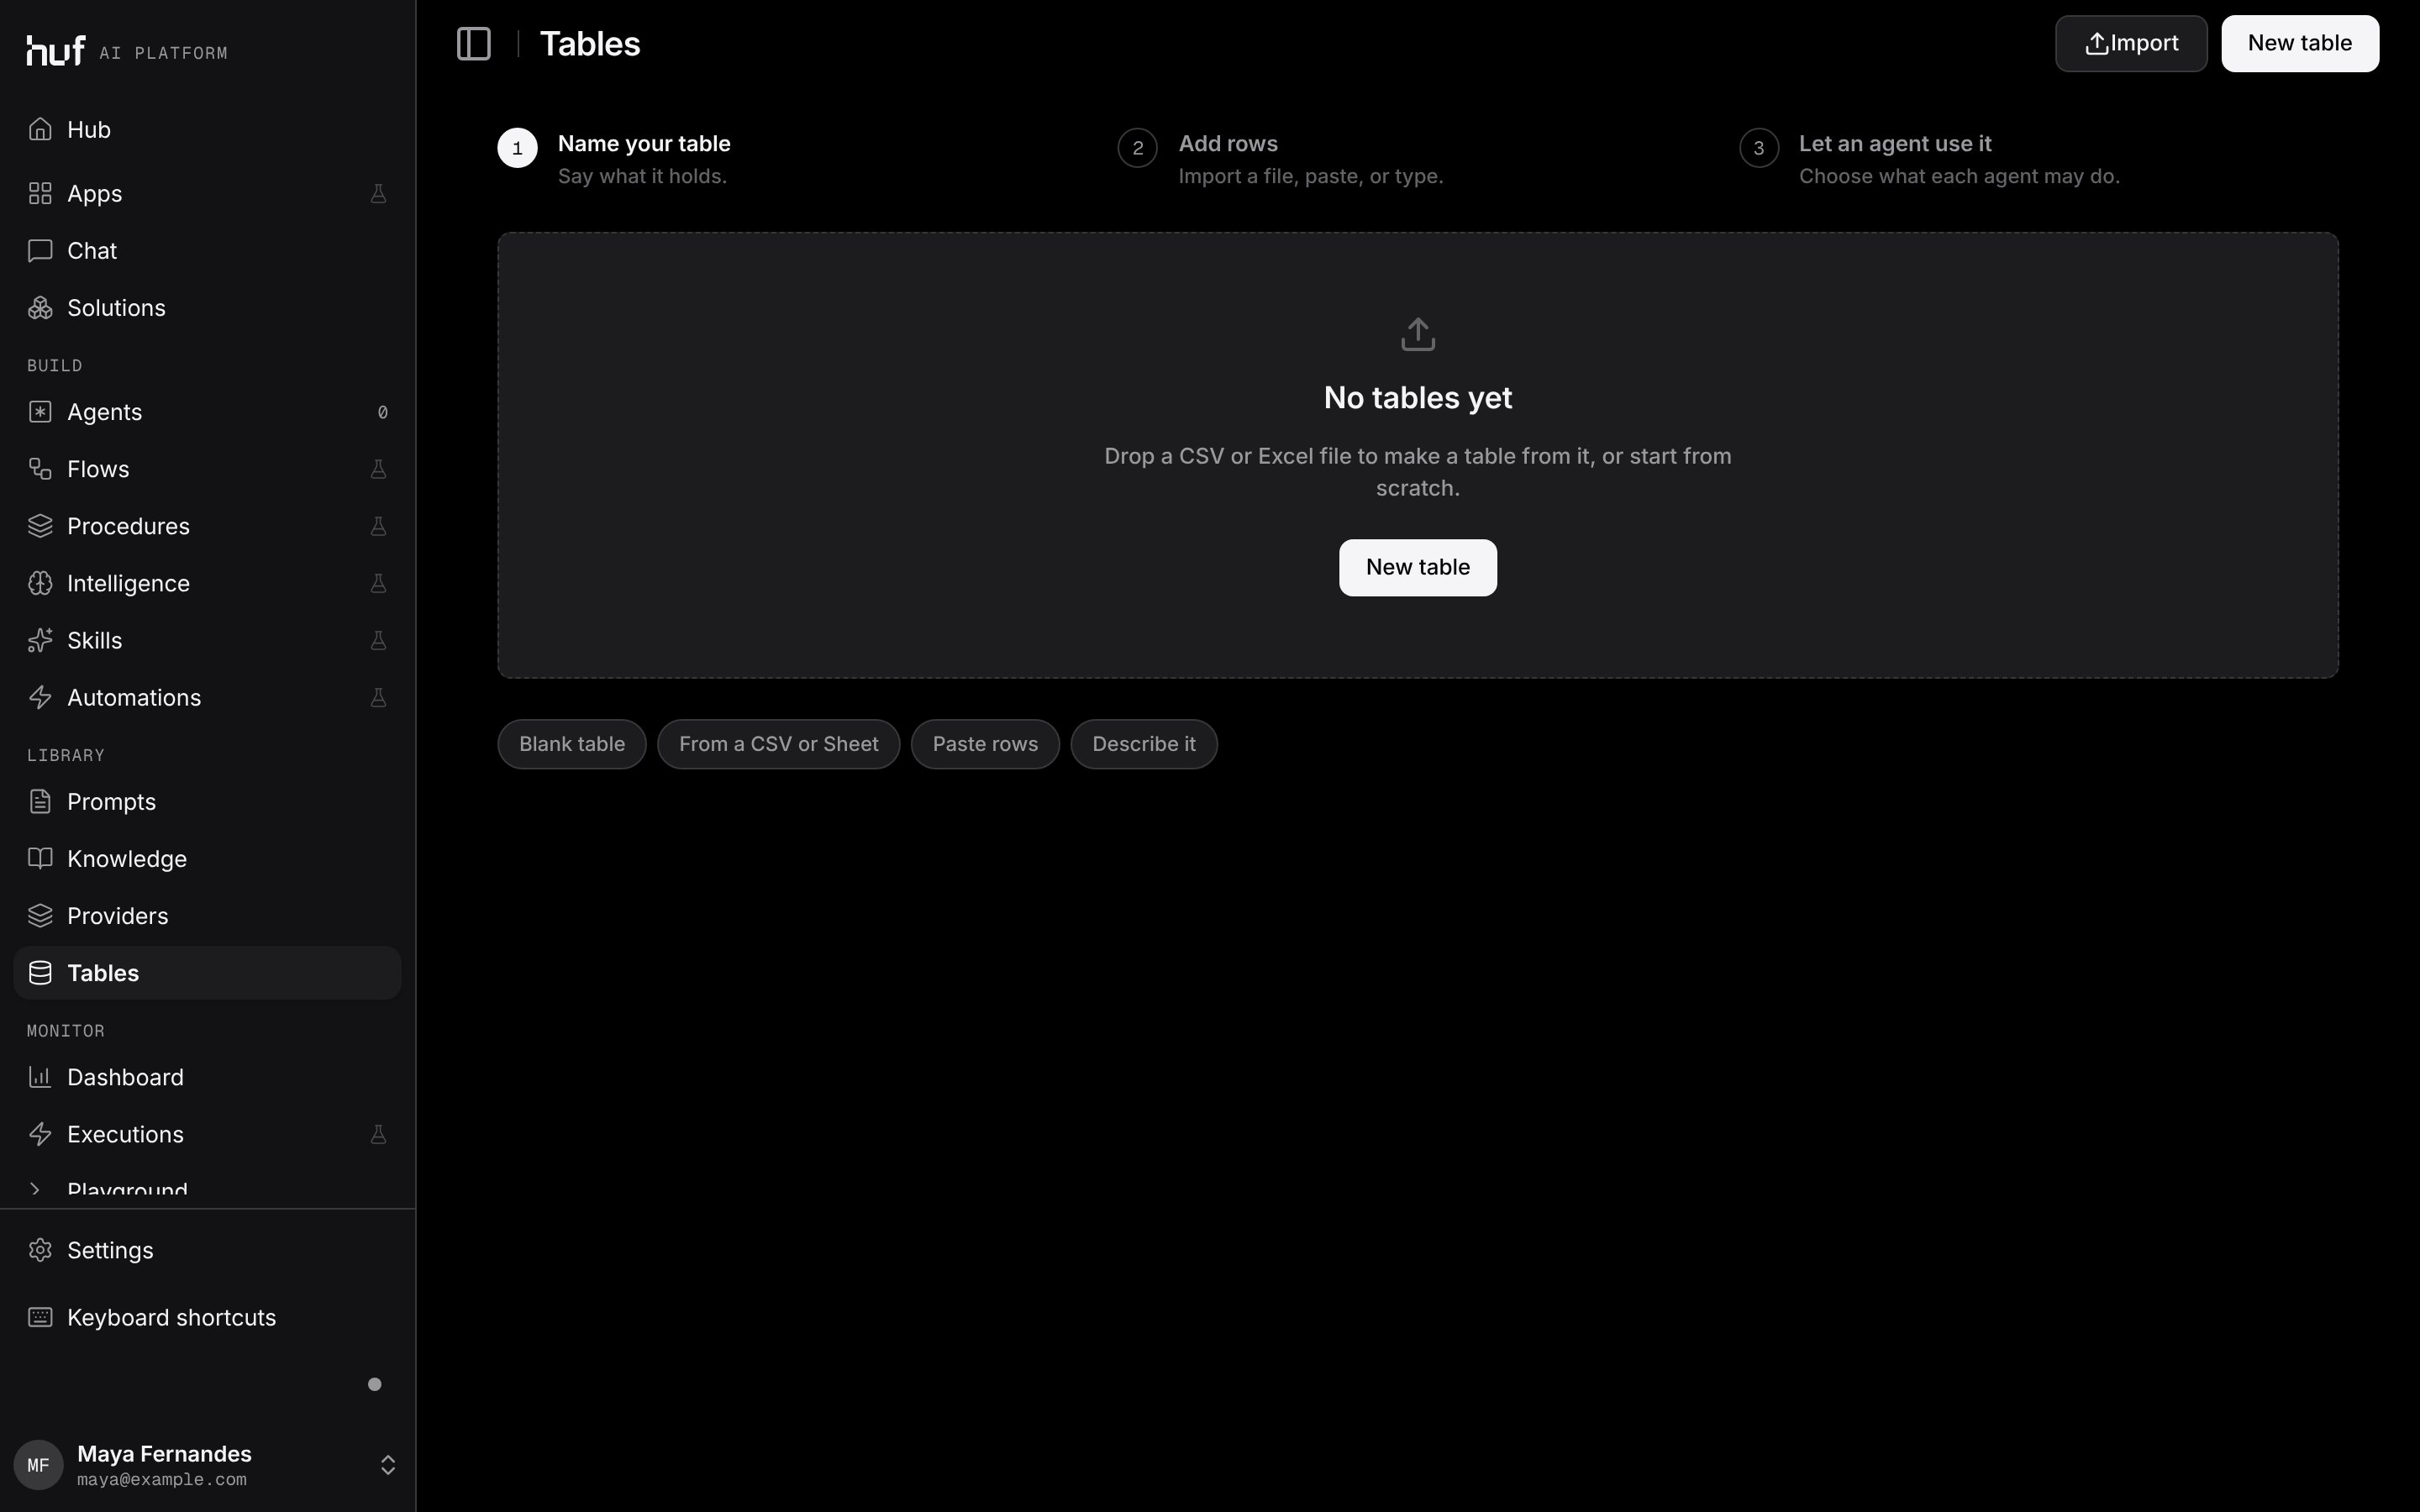 huf AI PLATFORM
Hub
Apps
Chat
Solutions
BUILD
Agents 0
Flows
Procedures
Intelligence
Skills
Automations
LIBRARY
Prompts
Knowledge
Providers
Tables
MONITOR
Dashboard
Executions
Playground
Settings
Keyboard shortcuts
MF
Maya Fernandes
maya@example.com
Tables
Import
New table
1 Name your table
Say what it holds.
2 Add rows
Import a file, paste, or type.
3 Let an agent use it
Choose what each agent may do.
No tables yet
Drop a CSV or Excel file to make a table from it, or start from
scratch.
New table
Blank table
From a CSV or Sheet
Paste rows
Describe it